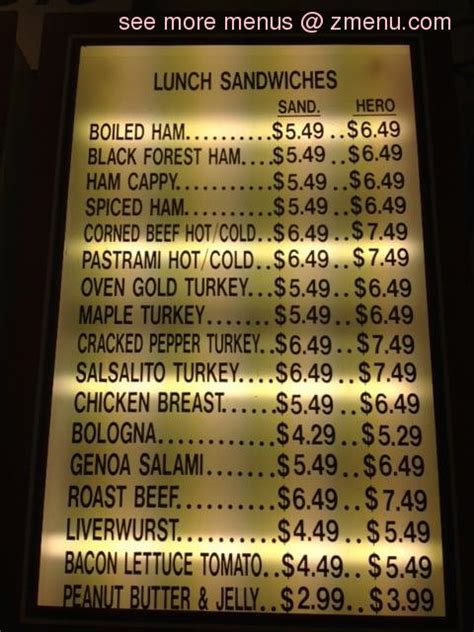 see more menus @ zmenu.com
LUNCH SANDWICHES
SAND. HERO
BOILED HAM..........$5.49..$6.49
BLACK FOREST HAM....$5.49..$6.49
HAM CAPPY...........$5.49..$6.49
SPICED HAM..........$5.49..$6.49
CORNED BEEF HOT/COLD..$6.49..$7.49
PASTRAMI HOT/COLD..$6.49..$7.49
OVEN GOLD TURKEY...$5.49..$6.49
MAPLE TURKEY.......$5.49..$6.49
CRACKED PEPPER TURKEY..$6.49..$7.49
SALSALITO TURKEY....$6.49..$7.49
CHICKEN BREAST......$5.49..$6.49
BOLOGNA............$4.29..$5.29
GENOA SALAMI.......$5.49..$6.49
ROAST BEEF..........$6.49..$7.49
LIVERWURST..........$4.49..$5.49
BACON LETTUCE TOMATO..$4.49..$5.49
PEANUT BUTTER & JELLY..$2.99..$3.99